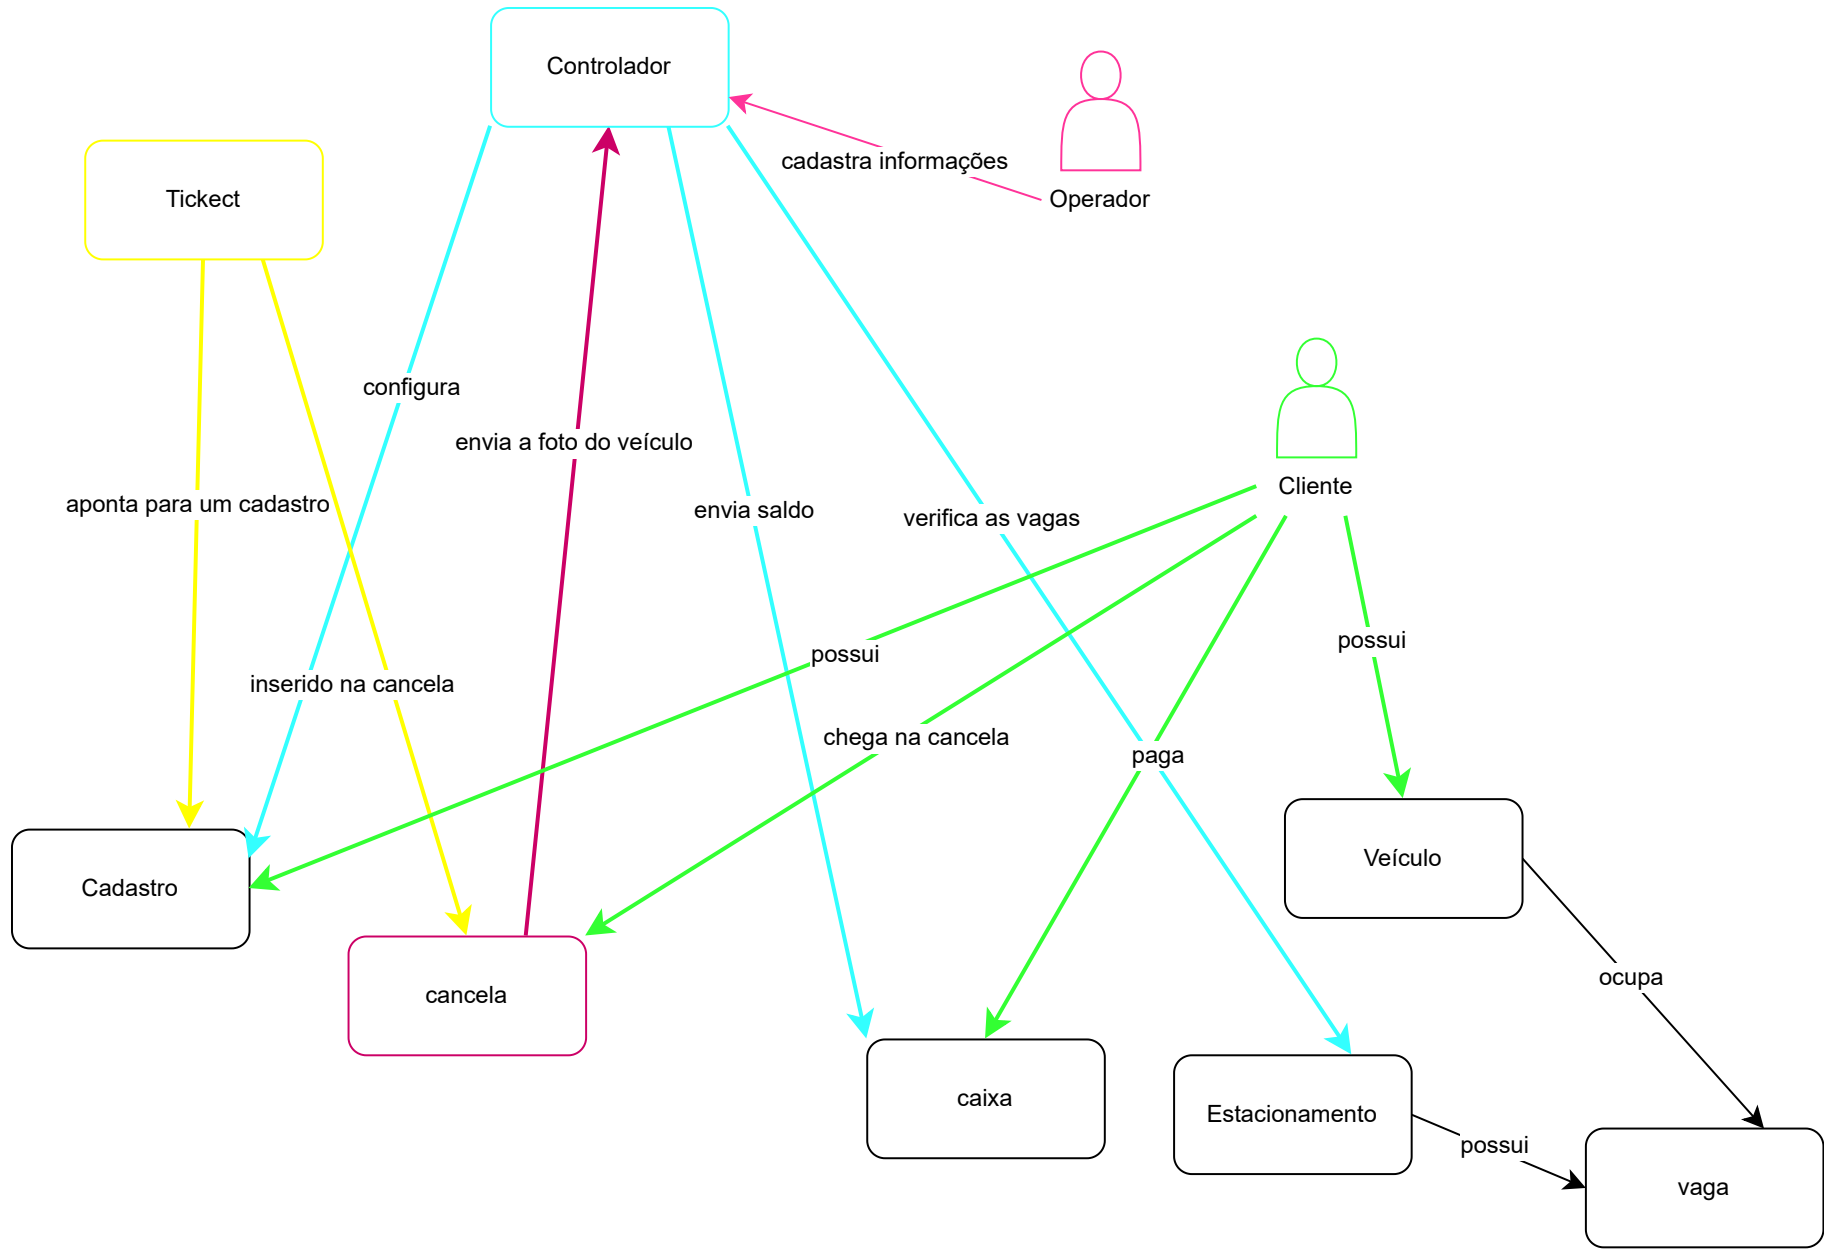 Controlador
cadastra informações
Operador
Tickect
configura
envia a foto do veículo
Cliente
aponta para um cadastro
envia saldo
verifica as vagas
possui
possui
inserido na cancela
chega na cancela
paga
Veículo
Cadastro
ocupa
cancela
caixa
Estacionamento
possui
vaga